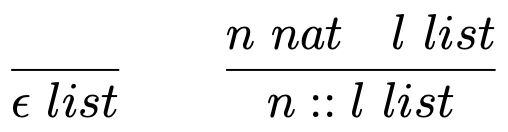 n nat l list
ϵ list
n :: l list